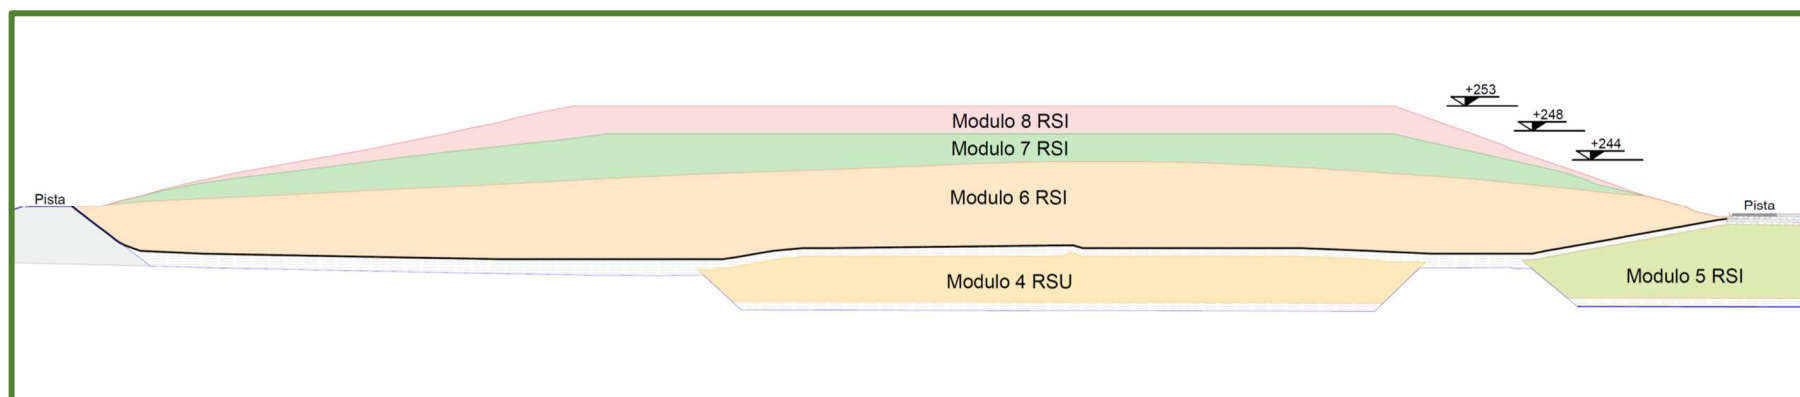 +253
+248
+244
Modulo 8 RSI
Modulo 7 RSI
Modulo 6 RSI
Pista
Pista
Modulo 4 RSU
Modulo 5 RSI